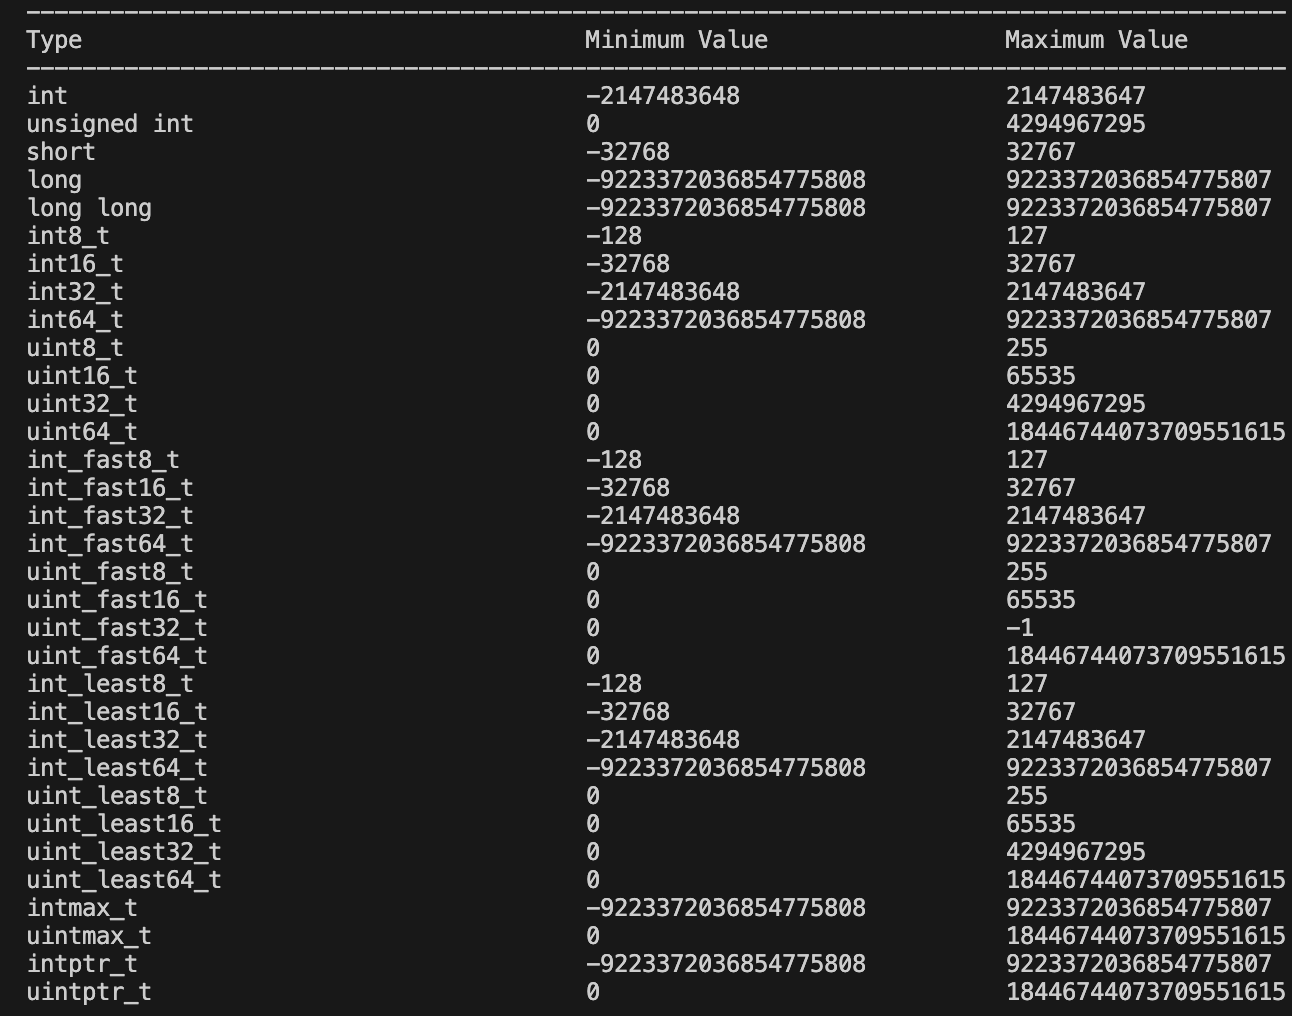 Type Minimum Value Maximum Value
int -2147483648 2147483647
unsigned int 0 4294967295
short -32768 32767
long -9223372036854775808 9223372036854775807
long long -9223372036854775808 9223372036854775807
int8_t -128 127
int16_t -32768 32767
int32_t -2147483648 2147483647
int64_t -9223372036854775808 9223372036854775807
uint8_t 0 255
uint16_t 0 65535
uint32_t 0 4294967295
uint64_t 0 18446744073709551615
int_fast8_t -128 127
int_fast16_t -32768 32767
int_fast32_t -2147483648 2147483647
int_fast64_t -9223372036854775808 9223372036854775807
uint_fast8_t 0 255
uint_fast16_t 0 65535
uint_fast32_t 0 -1
uint_fast64_t 0 18446744073709551615
int_least8_t -128 127
int_least16_t -32768 32767
int_least32_t -2147483648 2147483647
int_least64_t -9223372036854775808 9223372036854775807
uint_least8_t 0 255
uint_least16_t 0 65535
uint_least32_t 0 4294967295
uint_least64_t 0 18446744073709551615
intmax_t -9223372036854775808 9223372036854775807
uintmax_t 0 18446744073709551615
intptr_t -9223372036854775808 9223372036854775807
uintptr_t 0 18446744073709551615